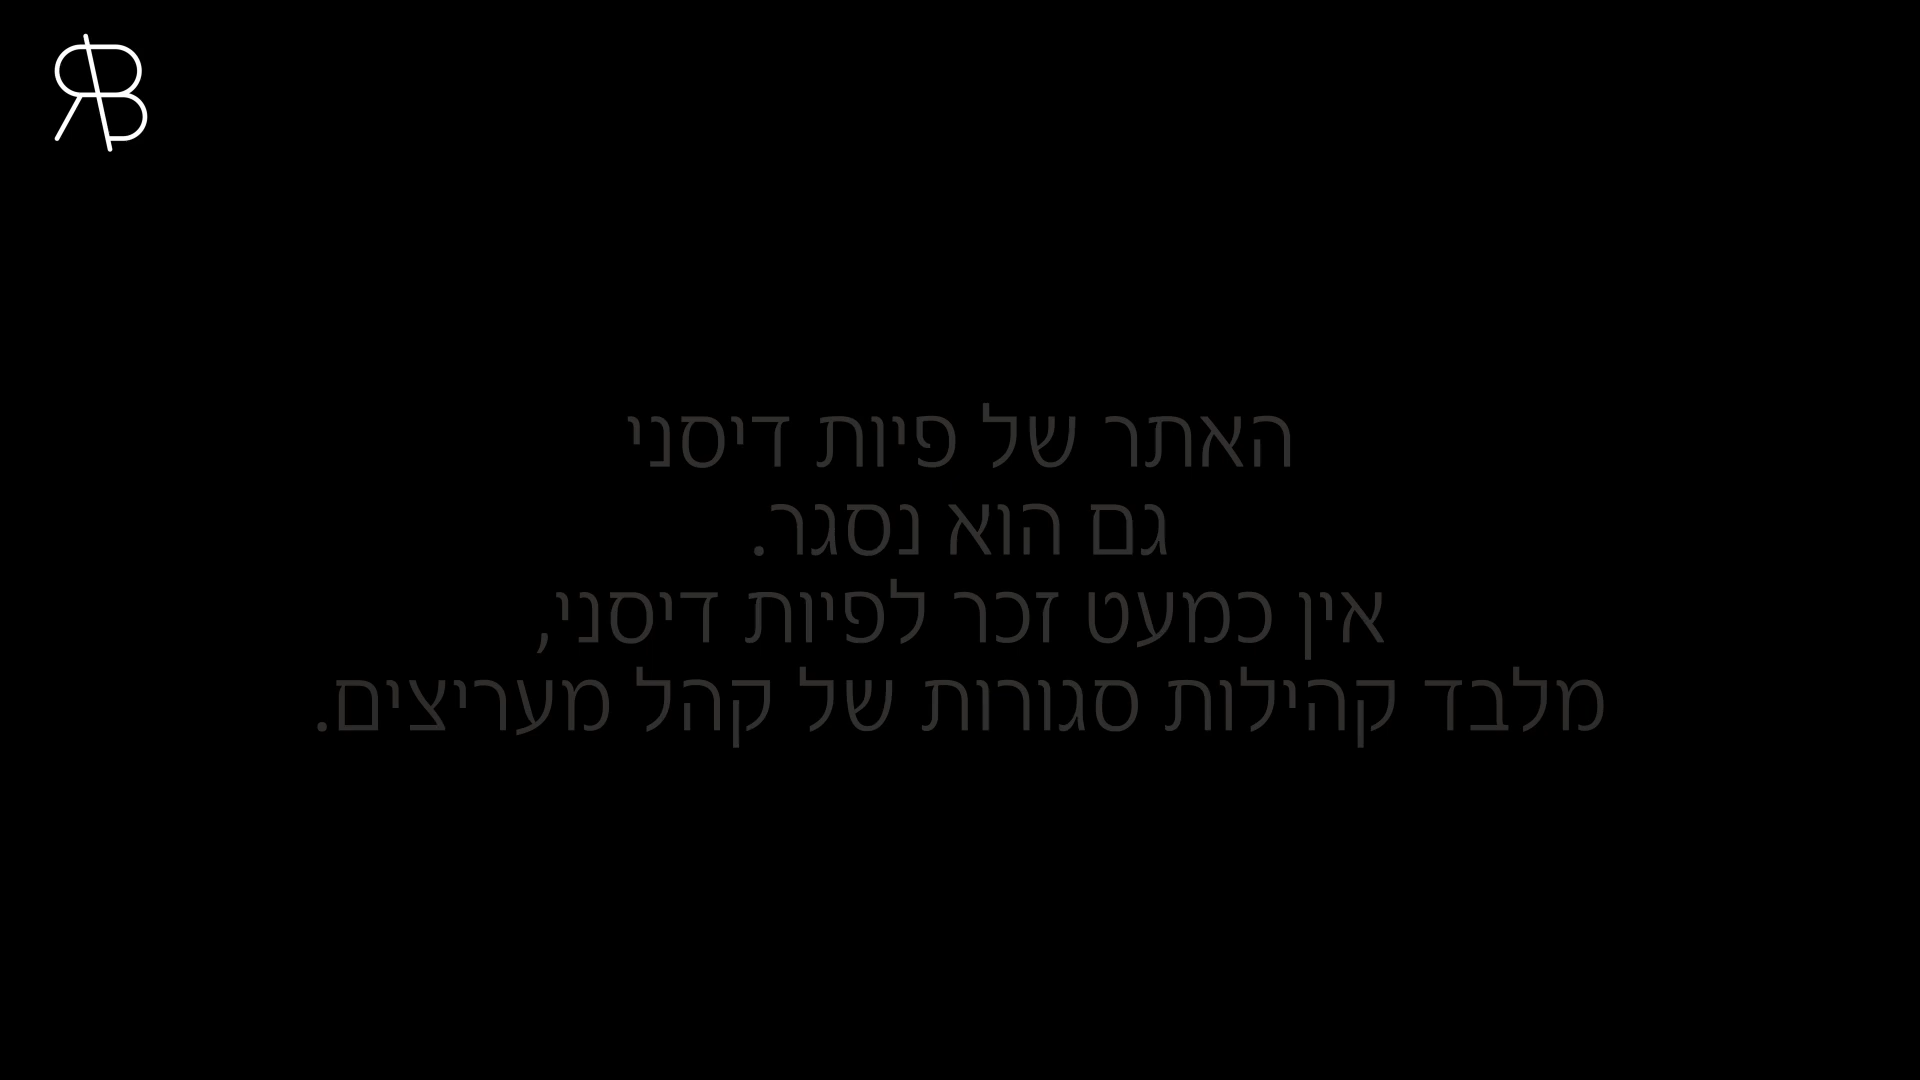 האתר של פיות דיסני
גם הוא נסגר.
אין כמעט זכר לפיות דיסני,
מלבד קהילות סגורות של קהל מעריצים.